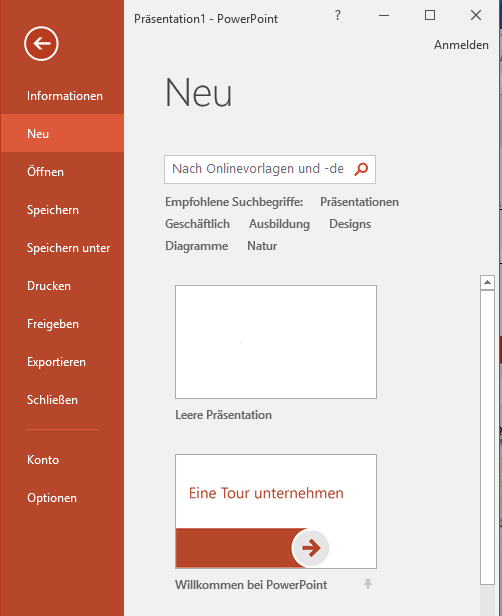 Präsentation1 - PowerPoint
?
Anmelden
Informationen
Neu
Öffnen
Speichern
Speichern unter
Drucken
Freigeben
Exportieren
Schließen
Konto
Optionen
Neu
Nach Onlinevorlagen und -de
Empfohlene Suchbegriffe: Präsentationen
Geschäftlich Ausbildung Designs
Diagramme Natur
Leere Präsentation
Eine Tour unternehmen
Willkommen bei PowerPoint